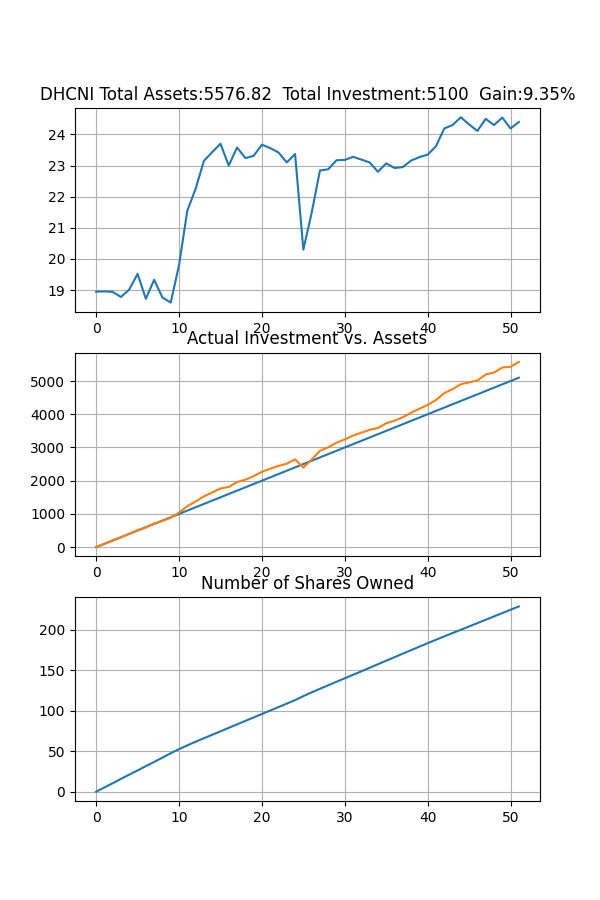 DHCNI Total Assets:5576.82  Total Investment:5100  Gain:9.35%
24
23
22
21
20
19
0 10 20 30 40 50
Actual Investment vs. Assets
5000
4000
3000
2000
1000
0
0 10 20 30 40 50
Number of Shares Owned
200
150
100
50
0
0 10 20 30 40 50